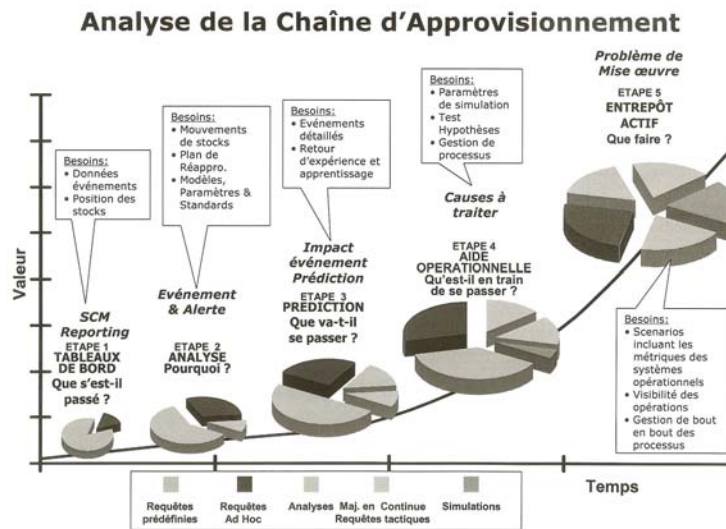 Analyse de la Chaîne d'Approvisionnement
Valeur
Besoins:
• Données
événements
• Position des
stocks
SCM
Reporting
ETAPE 1
TABLEAUX
DE BORD
Que s'est-il
passé ?
Besoins:
• Mouvements
de stocks
• Plan de
Réappro.
• Modèles,
Paramètres &
Standards
Evénement
& Alerte
ETAPE 2
ANALYSE
Pourquoi ?
Besoins:
• Evénements
détaillés
• Retour
d'expérience et
apprentissage
Impact
événement
Prédiction
ETAPE 3
PREDICTION
Que va-t-il
se passer ?
Besoins:
• Paramètres
de simulation
• Test
Hypothèses
• Gestion de
processus
Causes à
traiter
ETAPE 4
AIDE
OPERATIONNELLE
Qu'est-il en train
de se passer ?
Problème de
Mise œuvre
ETAPE 5
ENTREPÔT
ACTIF
Que faire ?
Besoins:
• Scenarios
incluant les
métriques des
systèmes
opérationnels
• Visibilité des
opérations
• Gestion de bout
en bout des
processus
Temps
Requêtes
prédéfinies
Requêtes
Ad Hoc
Analyses
Maj. en Continue
Requêtes tactiques
Simulations